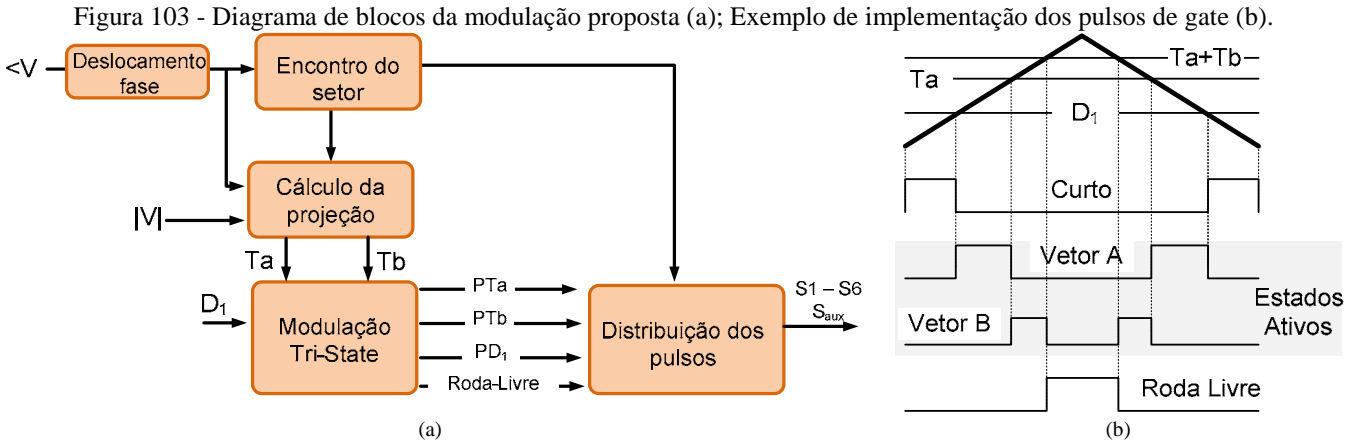 Figura 103 - Diagrama de blocos da modulação proposta (a); Exemplo de implementação dos pulsos de gate (b).
<V
Deslocamento
fase
Encontro do
setor
Cálculo da
projeção
|V|
Ta
Tb
D₁
Modulação
Tri-State
PTa
PTb
PD₁
Roda-Livre
Distribuição dos
pulsos
S1 – S6
Saux
(a)
Ta+Tb
Ta
D₁
Curto
Vetor A
Vetor B
Estados
Ativos
Roda Livre
(b)